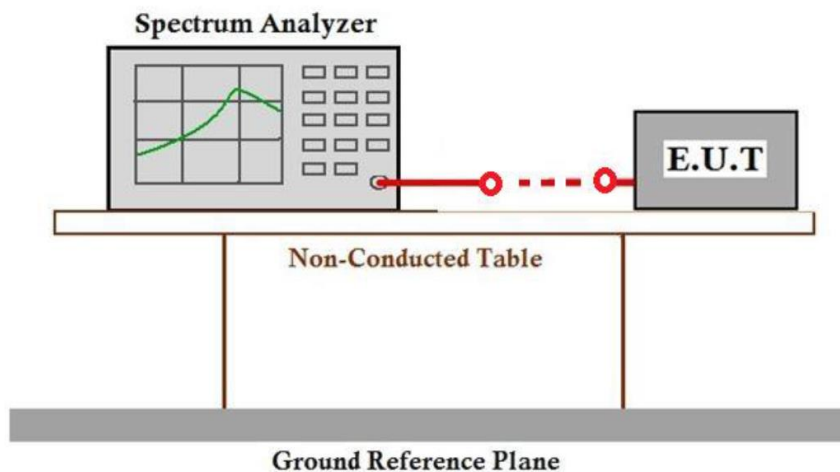 Spectrum Analyzer
E.U.T
Non-Conducted Table
Ground Reference Plane